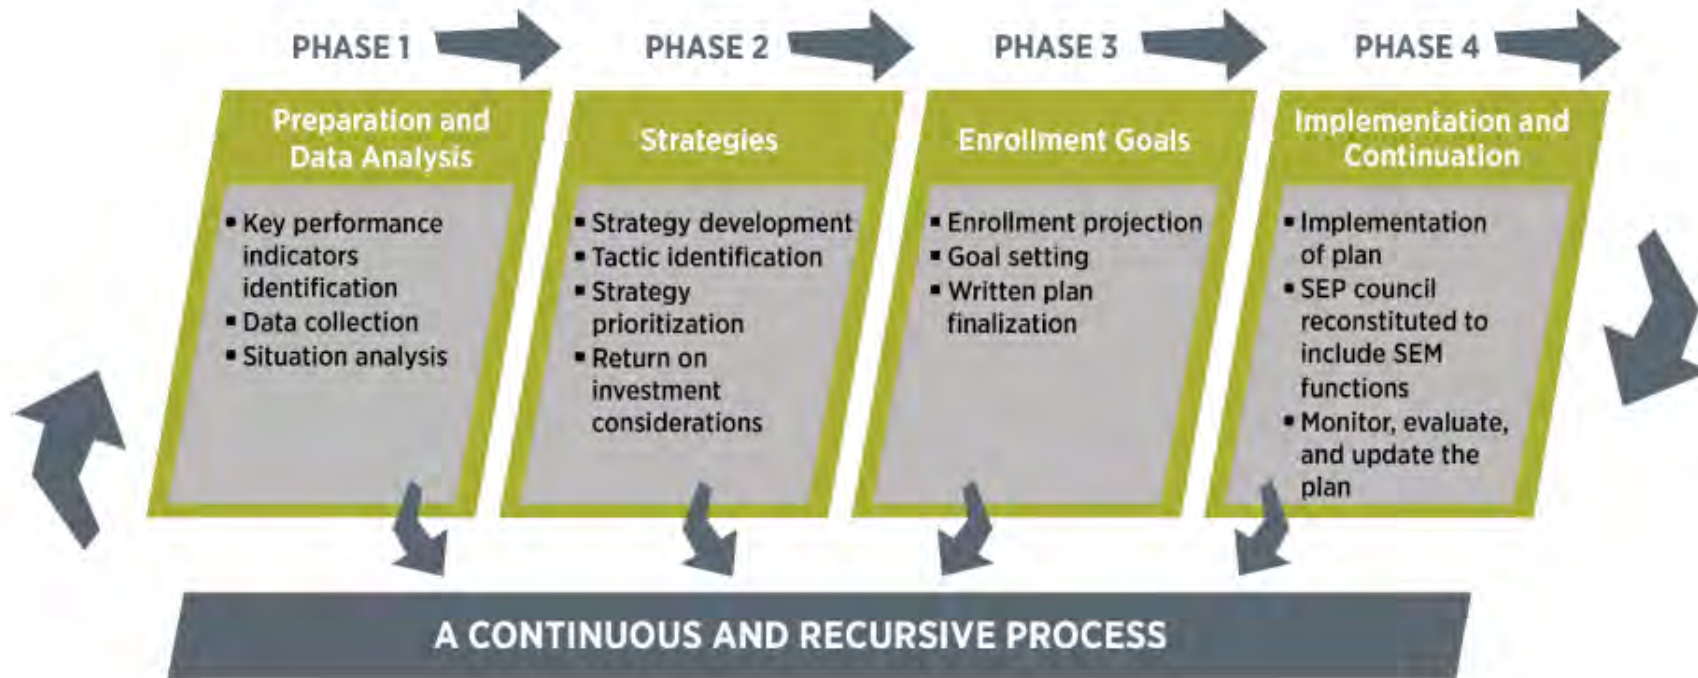 PHASE 1
PHASE 2
PHASE 3
PHASE 4
Preparation and
Data Analysis
▪ Key performance
indicators
identification
▪ Data collection
▪ Situation analysis
Strategies
▪ Strategy development
▪ Tactic identification
▪ Strategy
prioritization
▪ Return on
investment
considerations
Enrollment Goals
▪ Enrollment projection
▪ Goal setting
▪ Written plan
finalization
Implementation and
Continuation
▪ Implementation
of plan
▪ SEP council
reconstituted to
include SEM
functions
▪ Monitor, evaluate,
and update the
plan
A CONTINUOUS AND RECURSIVE PROCESS